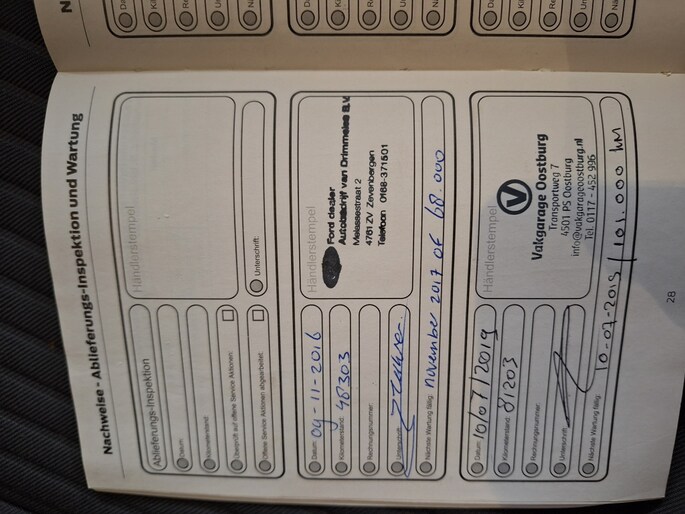 Nachweise - Ablieferungs-Inspektion und Wartung
Ablieferungs-Inspektion
Datum:
Kilometerstand:
Überprüft auf offene Service Aktionen:
Offene Service Aktionen abgearbeitet:
Händlerstempel
Unterschrift:
Datum: 09-11-2016
Kilometerstand: 48303
Rechnungsnummer:
Unterschrift:
Nächste Wartung fällig: november 2017 of 68.000
Händlerstempel
Ford dealer
Autobedrijf van Drimmelen B.V.
Melassestraat 2
4761 ZV Zevenbergen
Telefoon 0168-371501
Datum: 10/07/2019
Kilometerstand: 81203
Rechnungsnummer:
Unterschrift:
Nächste Wartung fällig: 10-07-2019/101.000 km
Händlerstempel
V
Vakgarage Oostburg
Transportweg 7
4501 PS Oostburg
info@vakgarageoostburg.nl
Tel. 0117 - 452 996
28